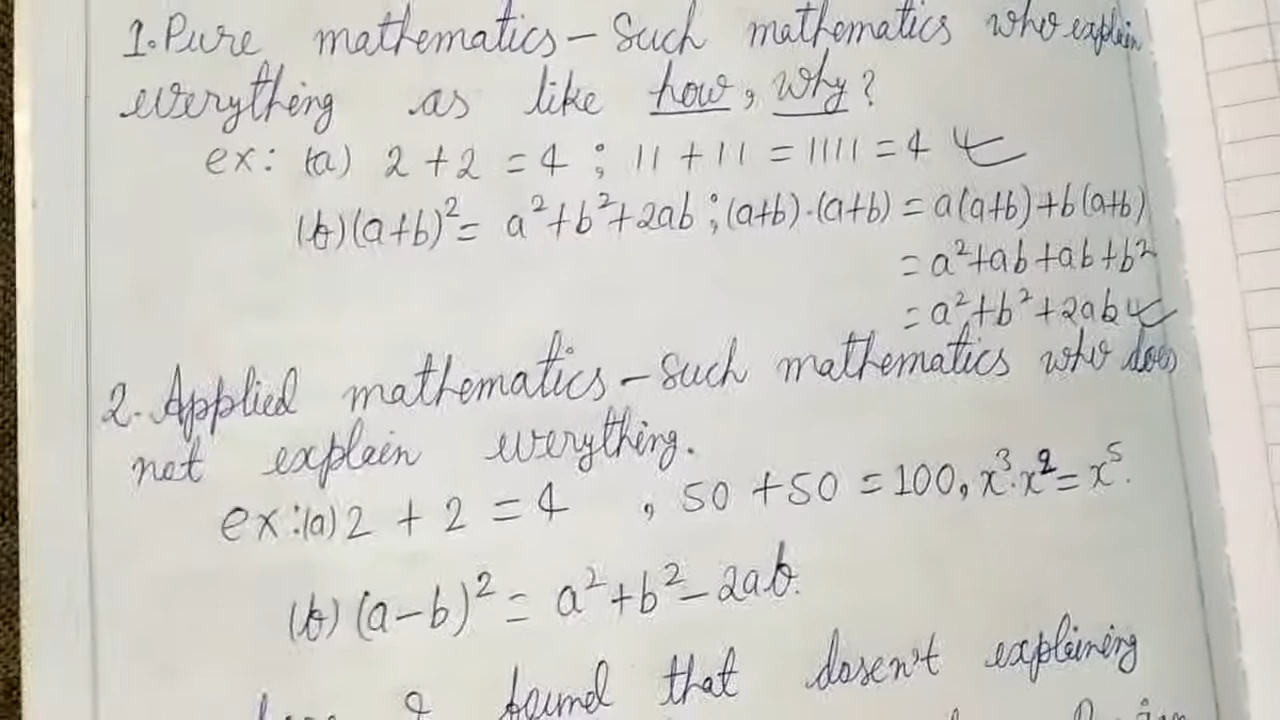 1. Pure mathematics - Such mathematics who explain
everything as like how, why?
ex: (a) 2 + 2 = 4 ; 11 + 11 = 1111 = 4
(b) (a+b)² = a² + b² + 2ab ; (a+b)·(a+b) = a(a+b) + b(a+b)
= a² + ab + ab + b²
= a² + b² + 2ab
2. Applied mathematics - Such mathematics who does
not explain everything.
ex: (a) 2 + 2 = 4 , 50 + 50 = 100, x³·x² = x⁵.
(b) (a-b)² = a² + b² - 2ab.
found that dosen't explaining